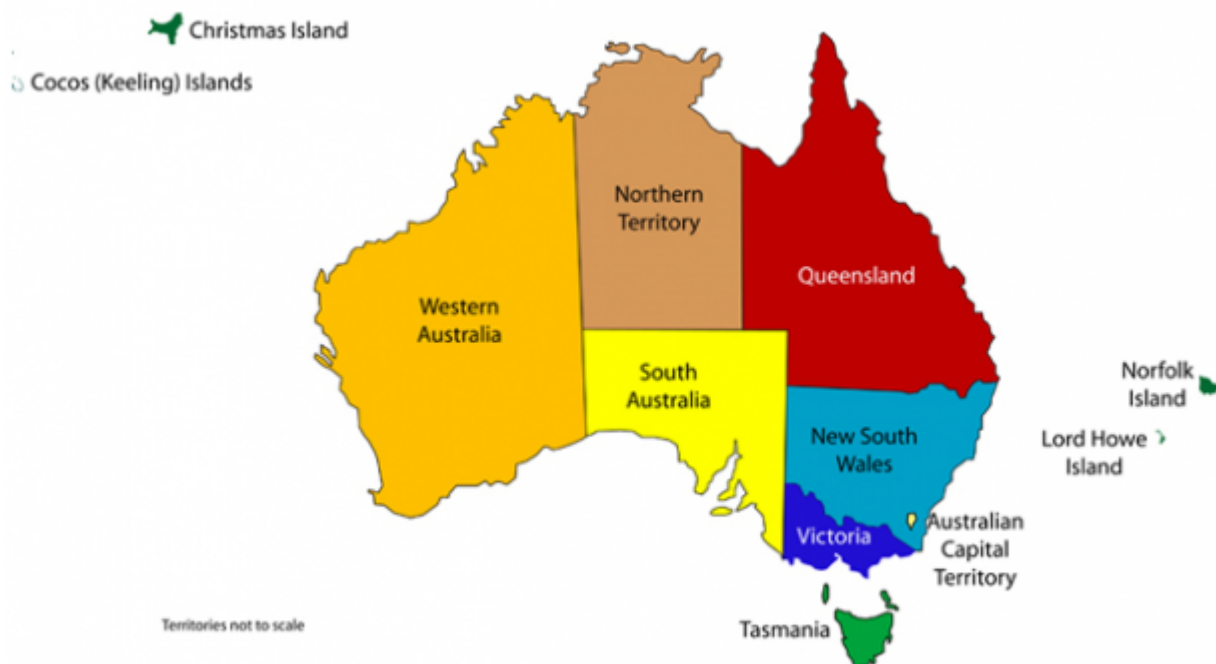 Christmas Island
Cocos (Keeling) Islands
Northern
Territory
Queensland
Western
Australia
South
Australia
Norfolk
Island
New South
Wales
Lord Howe
Island
Victoria
Australian
Capital
Territory
Tasmania
Territories not to scale